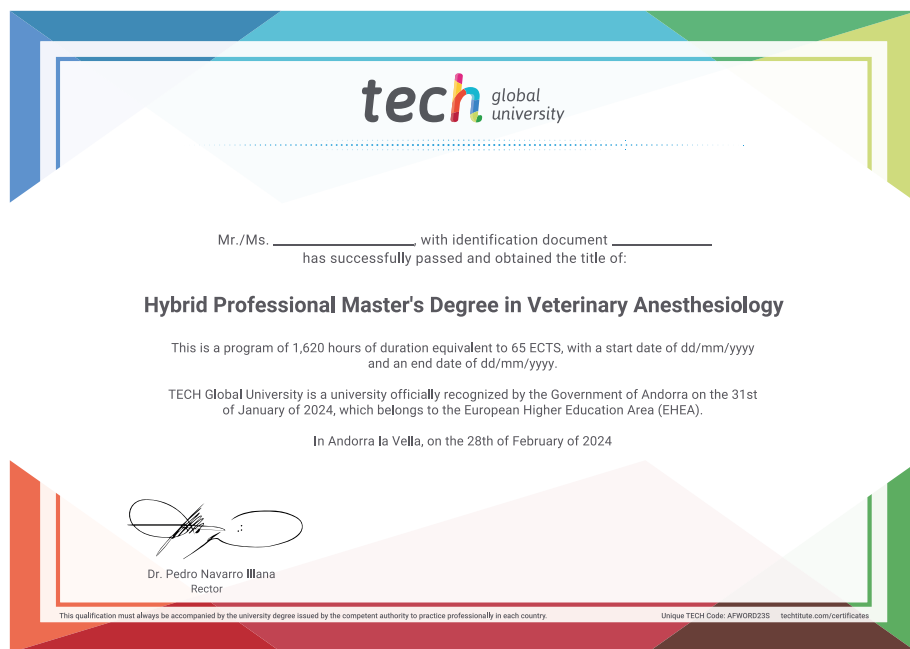 tech global university
Mr./Ms. ________________, with identification document ___________
has successfully passed and obtained the title of:
Hybrid Professional Master's Degree in Veterinary Anesthesiology
This is a program of 1,620 hours of duration equivalent to 65 ECTS, with a start date of dd/mm/yyyy
and an end date of dd/mm/yyyy.
TECH Global University is a university officially recognized by the Government of Andorra on the 31st
of January of 2024, which belongs to the European Higher Education Area (EHEA).
In Andorra la Vella, on the 28th of February of 2024
Dr. Pedro Navarro Illana
Rector
This qualification must always be accompanied by the university degree issued by the competent authority to practice professionally in each country.
Unique TECH Code: AFWORD23S techtitute.com/certificates